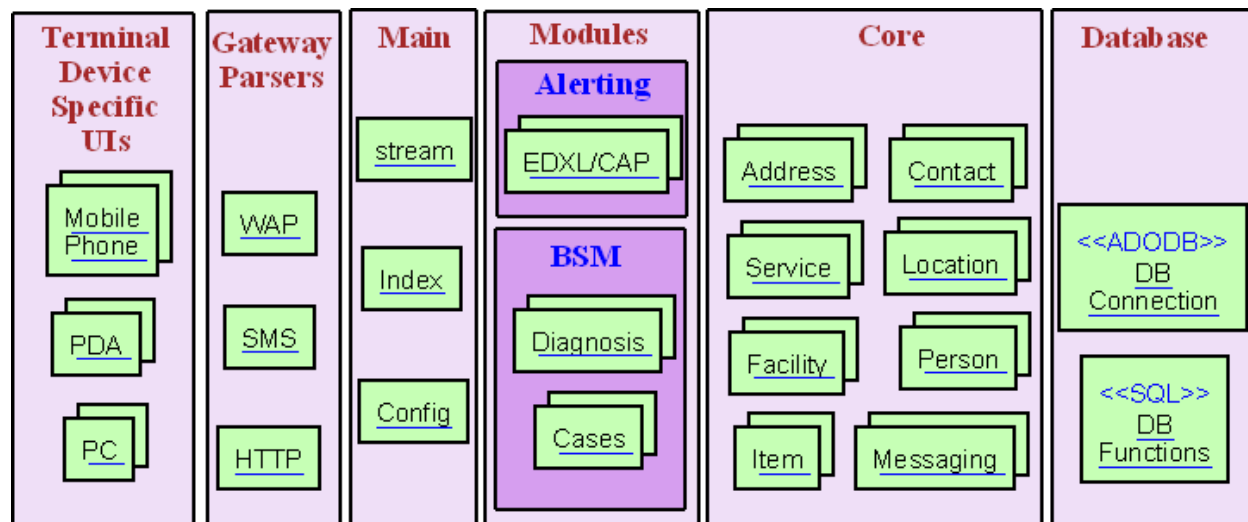 Terminal
Device
Specific
UIs
Mobile
Phone
PDA
PC
Gateway
Parsers
WAP
SMS
HTTP
Main
stream
Index
Config
Modules
Alerting
EDXL/CAP
BSM
Diagnosis
Cases
Core
Address
Contact
Service
Location
Facility
Person
Item
Messaging
Database
<<ADODB>>
DB
Connection
<<SQL>>
DB
Functions